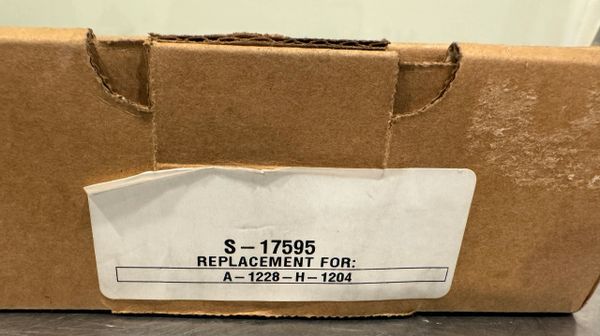 S-17595
REPLACEMENT FOR:
A-1228-H-1204